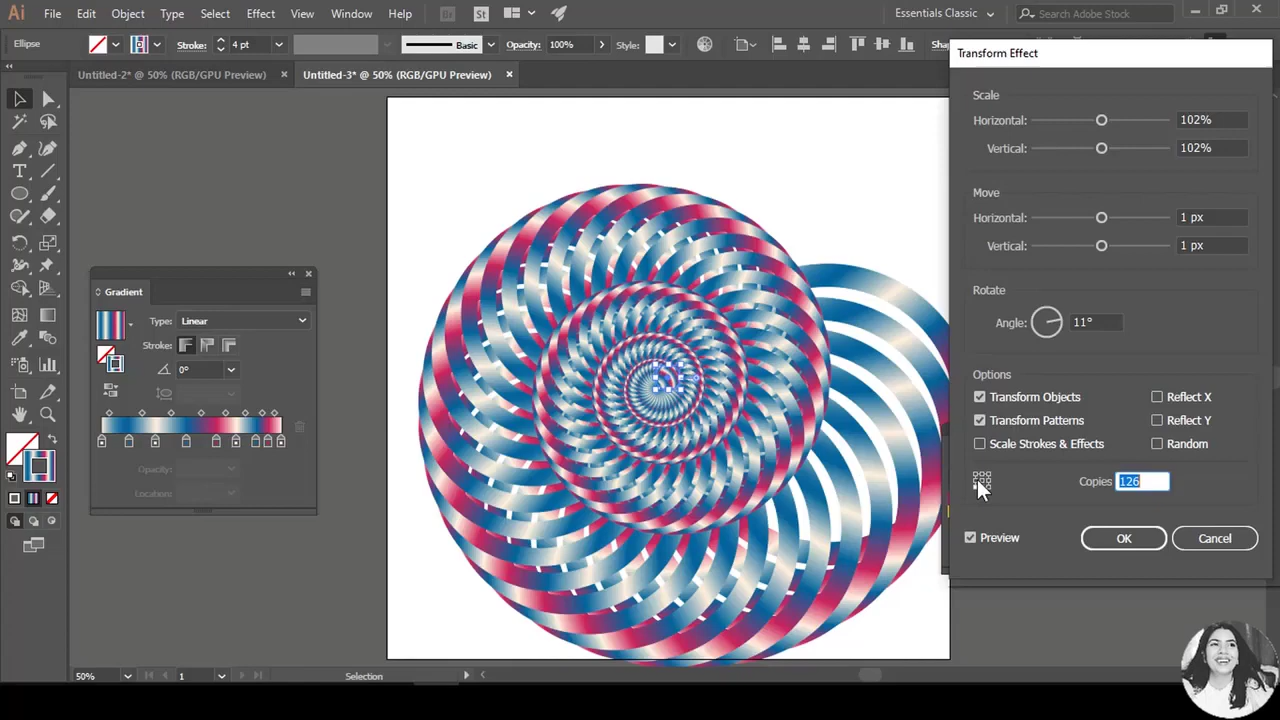 Ai File Edit Object Type Select Effect View Window Help Br St Essentials Classic Search Adobe Stock
Ellipse Stroke: 4 pt Basic Opacity: 100% Style:
Untitled-2* @ 50% (RGB/GPU Preview) × Untitled-3* @ 50% (RGB/GPU Preview) ×
Transform Effect
Scale
Horizontal: 102%
Vertical: 102%
Move
Horizontal: 1 px
Vertical: 1 px
Rotate
Angle: 11°
Options
Transform Objects Reflect X
Transform Patterns Reflect Y
Scale Strokes & Effects Random
Copies 126
Preview OK Cancel
Gradient
Type: Linear
Stroke:
0°
Opacity:
Location:
50% 1 Selection